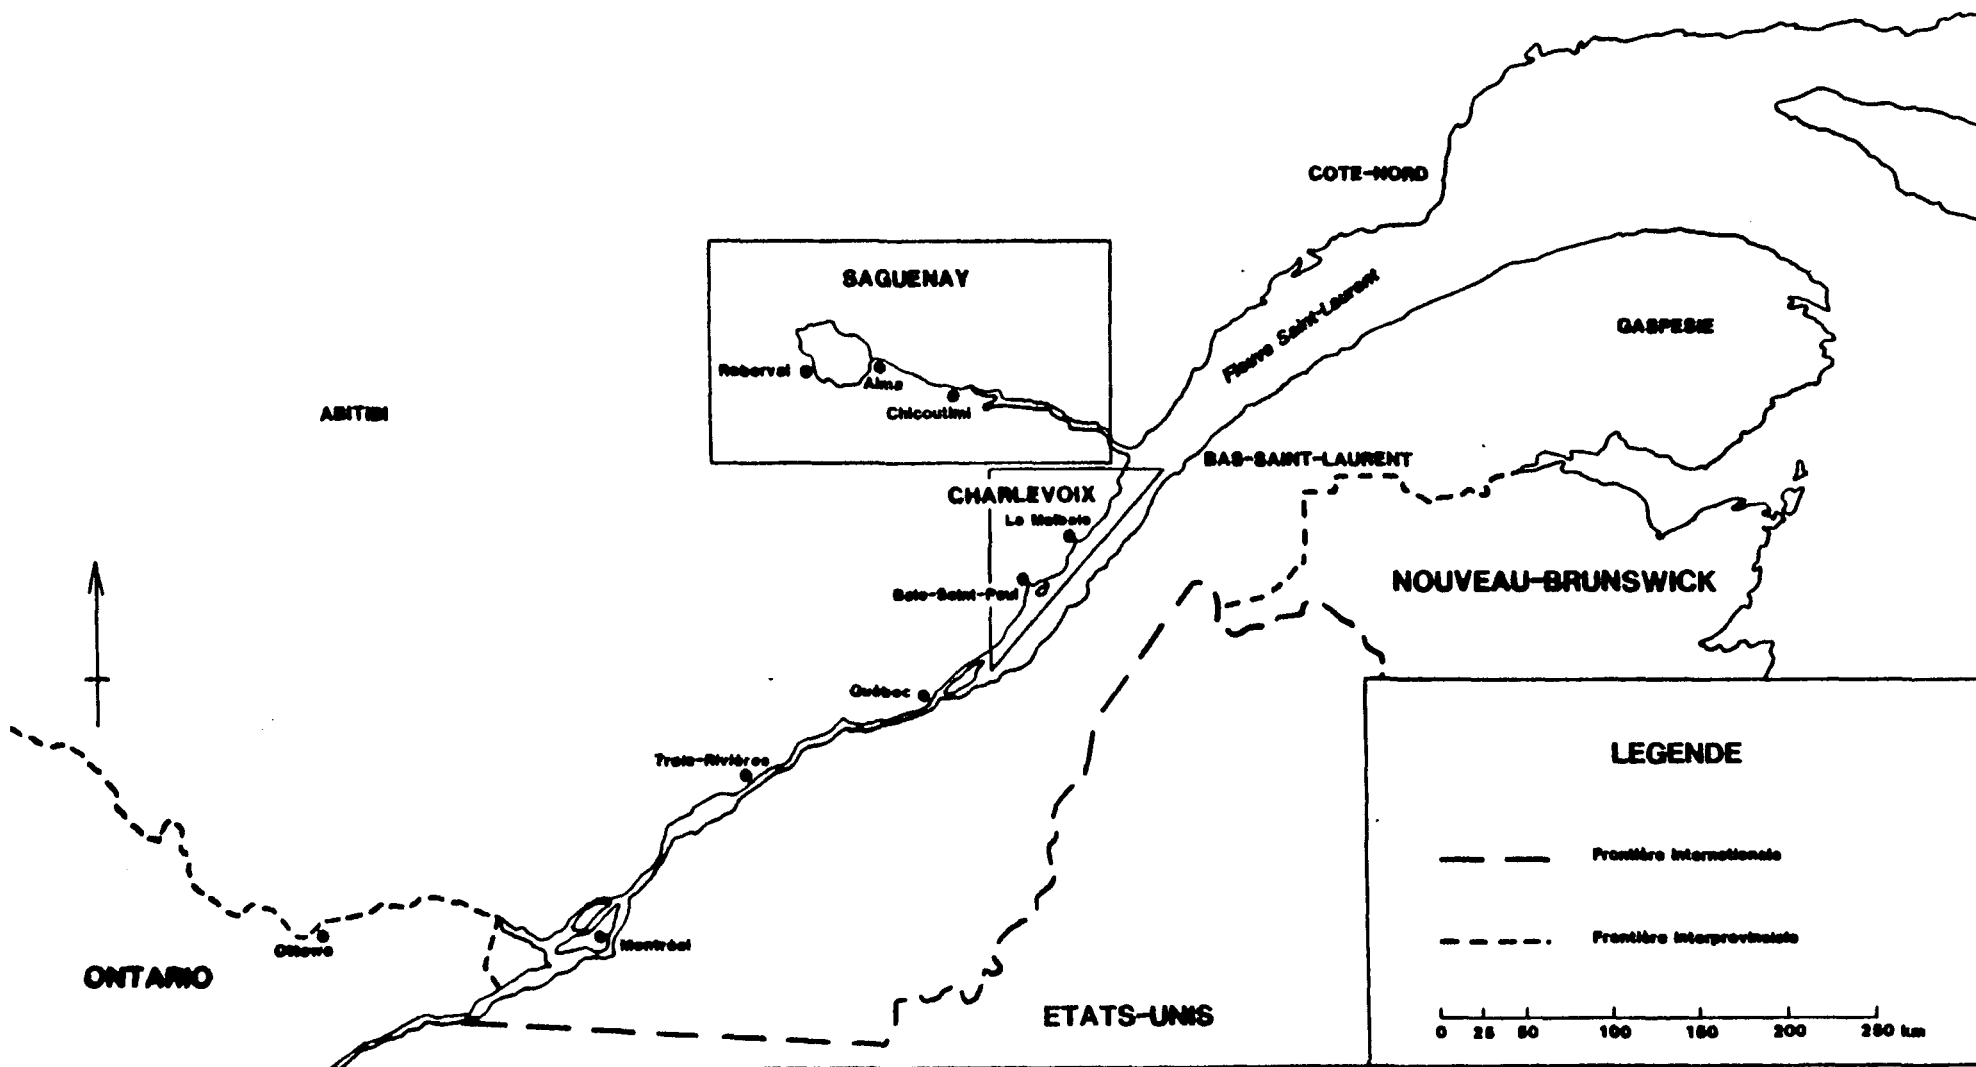 COTE-NORD
SAGUENAY
Fleuve Saint-Laurent
GASPESIE
Roberval
Alma
Chicoutimi
ABITIBI
BAS-SAINT-LAURENT
CHARLEVOIX
La Malbaie
NOUVEAU-BRUNSWICK
Baie-Saint-Paul
Québec
Trois-Rivières
LEGENDE
Frontière internationale
Frontière interprovinciale
Ottawa
Montréal
ONTARIO
ETATS-UNIS
0 25 50 100 150 200 250 km